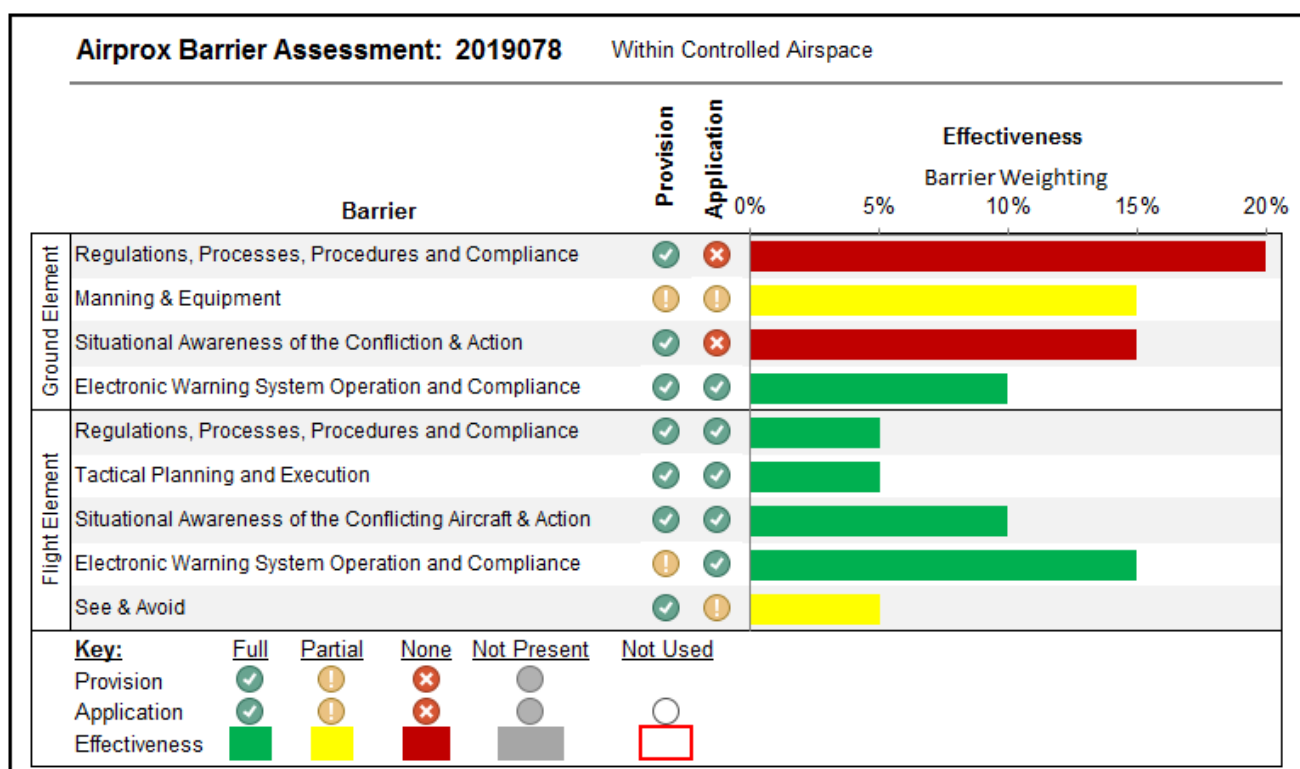 Airprox Barrier Assessment: 2019078 Within Controlled Airspace
Provision
Application
Effectiveness
Barrier Weighting
Barrier
0% 5% 10% 15% 20%
Ground Element
Regulations, Processes, Procedures and Compliance
Manning & Equipment
Situational Awareness of the Confliction & Action
Electronic Warning System Operation and Compliance
Flight Element
Regulations, Processes, Procedures and Compliance
Tactical Planning and Execution
Situational Awareness of the Conflicting Aircraft & Action
Electronic Warning System Operation and Compliance
See & Avoid
Key: Full Partial None Not Present Not Used
Provision
Application
Effectiveness